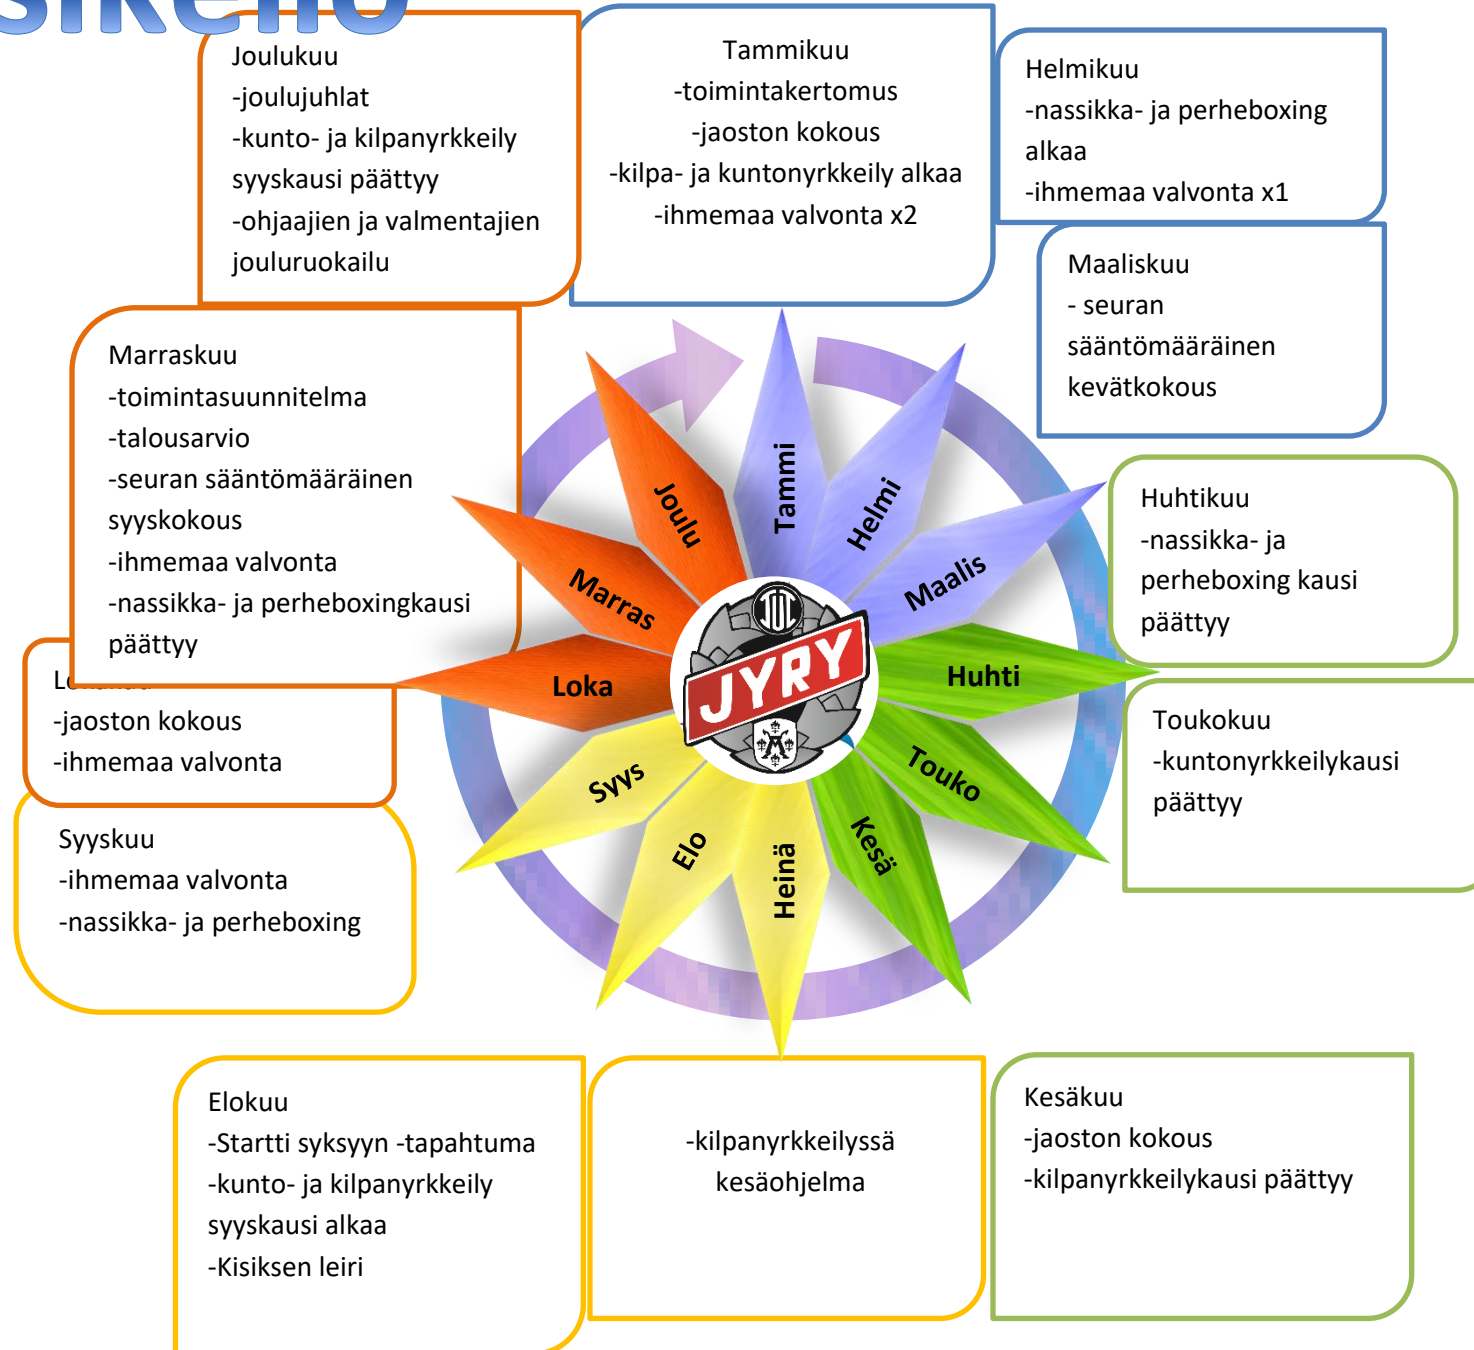 Joulukuu
-joulujuhlat
-kunto- ja kilpanyrkkeily
syyskausi päättyy
-ohjaajien ja valmentajien
jouluruokailu
Tammikuu
-toimintakertomus
-jaoston kokous
-kilpa- ja kuntonyrkkeily alkaa
-ihmemaa valvonta x2
Helmikuu
-nassikka- ja perheboxing
alkaa
-ihmemaa valvonta x1
Maaliskuu
- seuran
sääntömääräinen
kevätkokous
Huhtikuu
-nassikka- ja
perheboxing kausi
päättyy
Toukokuu
-kuntonyrkkeilykausi
päättyy
Kesäkuu
-jaoston kokous
-kilpanyrkkeilykausi päättyy
-kilpanyrkkeilyssä
kesäohjelma
Elokuu
-Startti syksyyn -tapahtuma
-kunto- ja kilpanyrkkeily
syyskausi alkaa
-Kisiksen leiri
Syyskuu
-ihmemaa valvonta
-nassikka- ja perheboxing
-jaoston kokous
-ihmemaa valvonta
Marraskuu
-toimintasuunnitelma
-talousarvio
-seuran sääntömääräinen
syyskokous
-ihmemaa valvonta
-nassikka- ja perheboxingkausi
päättyy
Tammi
Helmi
Maalis
Huhti
Touko
Kesä
Heinä
Elo
Syys
Loka
Marras
Joulu
JYRY